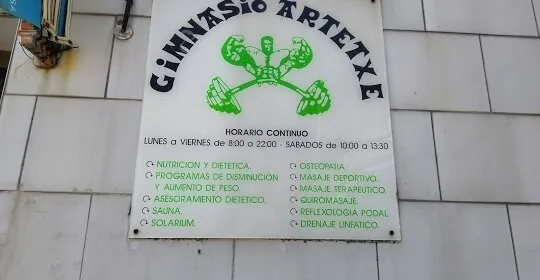 GIMNASIO ARTETXE
HORARIO CONTINUO
LUNES a VIERNES de 8:00 a 22:00 - SABADOS de 10:00 a 13:30
NUTRICION Y DIETETICA.
PROGRAMAS DE DISMINUCIÓN
Y AUMENTO DE PESO.
ASESORAMIENTO DIETETICO.
SAUNA.
SOLARIUM.
OSTEOPATIA
MASAJE DEPORTIVO.
MASAJE TERAPEUTICO.
QUIROMASAJE.
REFLEXOLOGIA PODAL.
DRENAJE LINFATICO.